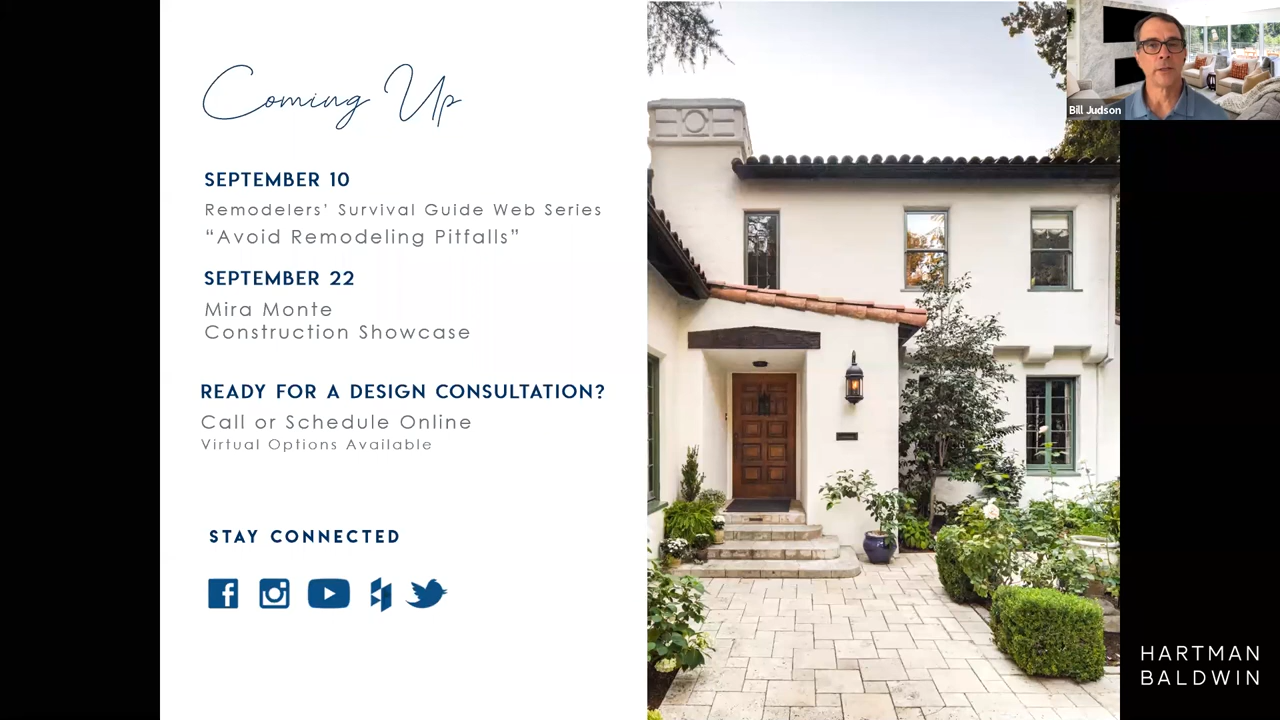 Coming Up
SEPTEMBER 10
Remodelers' Survival Guide Web Series
"Avoid Remodeling Pitfalls"
SEPTEMBER 22
Mira Monte
Construction Showcase
READY FOR A DESIGN CONSULTATION?
Call or Schedule Online
Virtual Options Available
STAY CONNECTED
Bill Judson
HARTMAN
BALDWIN